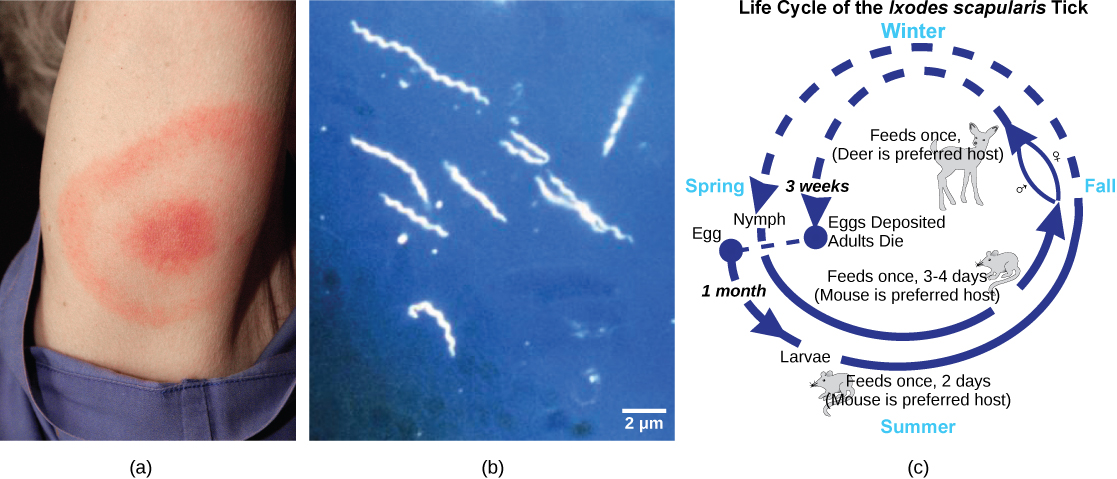 Life Cycle of the Ixodes scapularis Tick
Winter
Feeds once,
(Deer is preferred host)
♀
♂
Spring
3 weeks
Fall
Nymph
Egg
Eggs Deposited
Adults Die
Feeds once, 3-4 days
(Mouse is preferred host)
1 month
Larvae
Feeds once, 2 days
(Mouse is preferred host)
Summer
2 μm
(a)
(b)
(c)